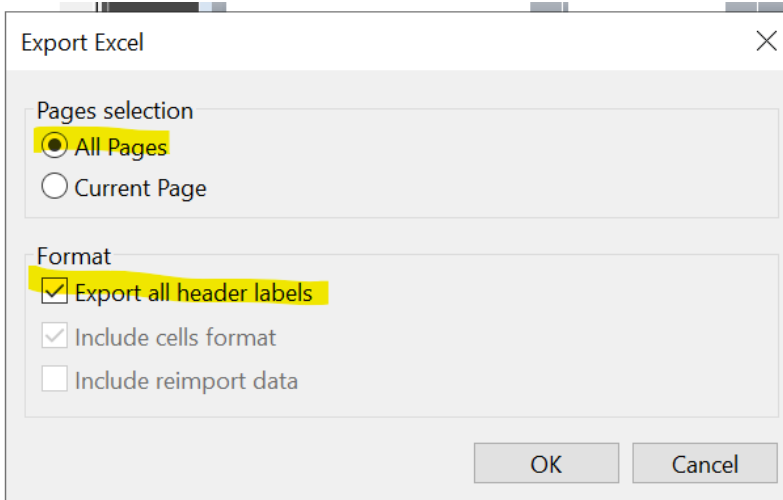 Export Excel
Pages selection
All Pages
Current Page
Format
Export all header labels
Include cells format
Include reimport data
OK Cancel